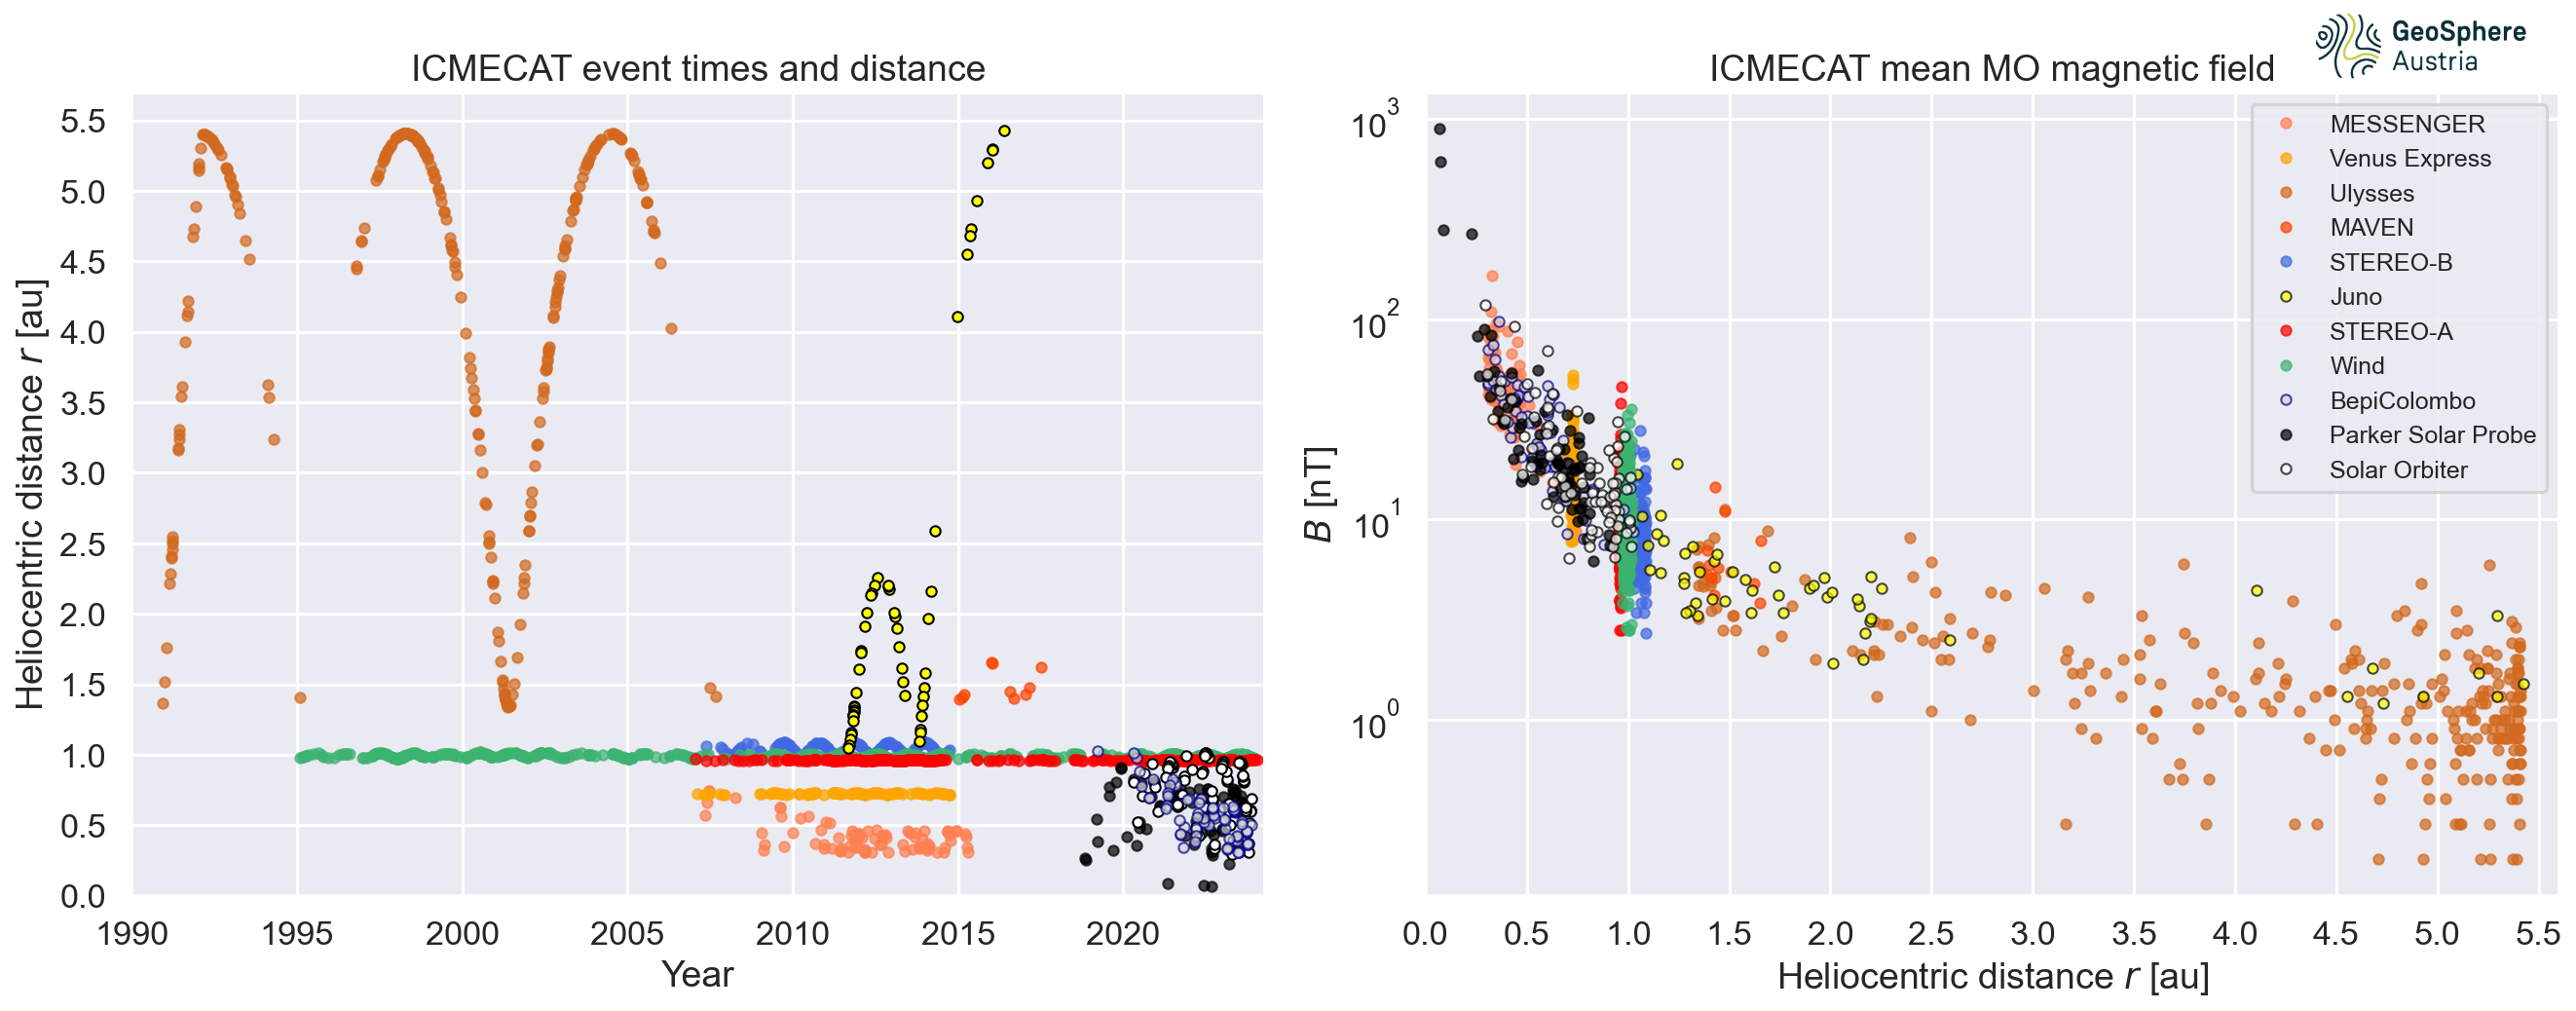 GeoSphere
Austria
ICMECAT event times and distance
Heliocentric distance r [au]
5.5
5.0
4.5
4.0
3.5
3.0
2.5
2.0
1.5
1.0
0.5
0.0
1990 1995 2000 2005 2010 2015 2020
Year
ICMECAT mean MO magnetic field
B [nT]
10³
10²
10¹
10⁰
MESSENGER
Venus Express
Ulysses
MAVEN
STEREO-B
Juno
STEREO-A
Wind
BepiColombo
Parker Solar Probe
Solar Orbiter
0.0 0.5 1.0 1.5 2.0 2.5 3.0 3.5 4.0 4.5 5.0 5.5
Heliocentric distance r [au]